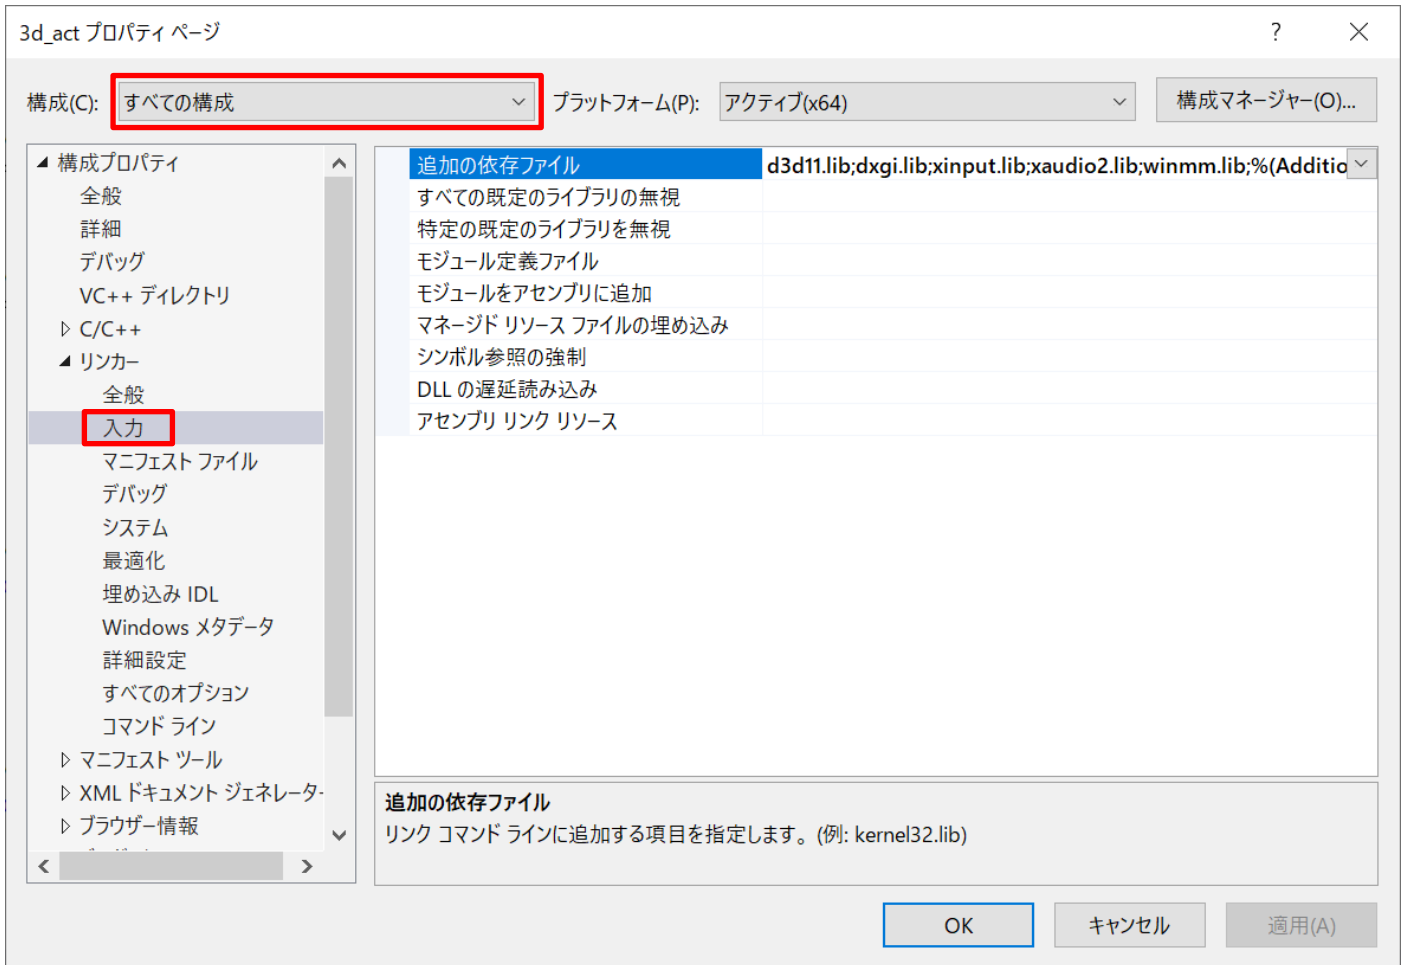 3d_act プロパティ ページ
?
構成(C): すべての構成 プラットフォーム(P): アクティブ(x64) 構成マネージャー(O)...
構成プロパティ
全般
詳細
デバッグ
VC++ ディレクトリ
C/C++
リンカー
全般
入力
マニフェスト ファイル
デバッグ
システム
最適化
埋め込み IDL
Windows メタデータ
詳細設定
すべてのオプション
コマンド ライン
マニフェスト ツール
XML ドキュメント ジェネレーター
ブラウザー情報
追加の依存ファイル d3d11.lib;dxgi.lib;xinput.lib;xaudio2.lib;winmm.lib;%(Additio
すべての既定のライブラリの無視
特定の既定のライブラリを無視
モジュール定義ファイル
モジュールをアセンブリに追加
マネージド リソース ファイルの埋め込み
シンボル参照の強制
DLL の遅延読み込み
アセンブリ リンク リソース
追加の依存ファイル
リンク コマンド ラインに追加する項目を指定します。(例: kernel32.lib)
OK キャンセル 適用(A)